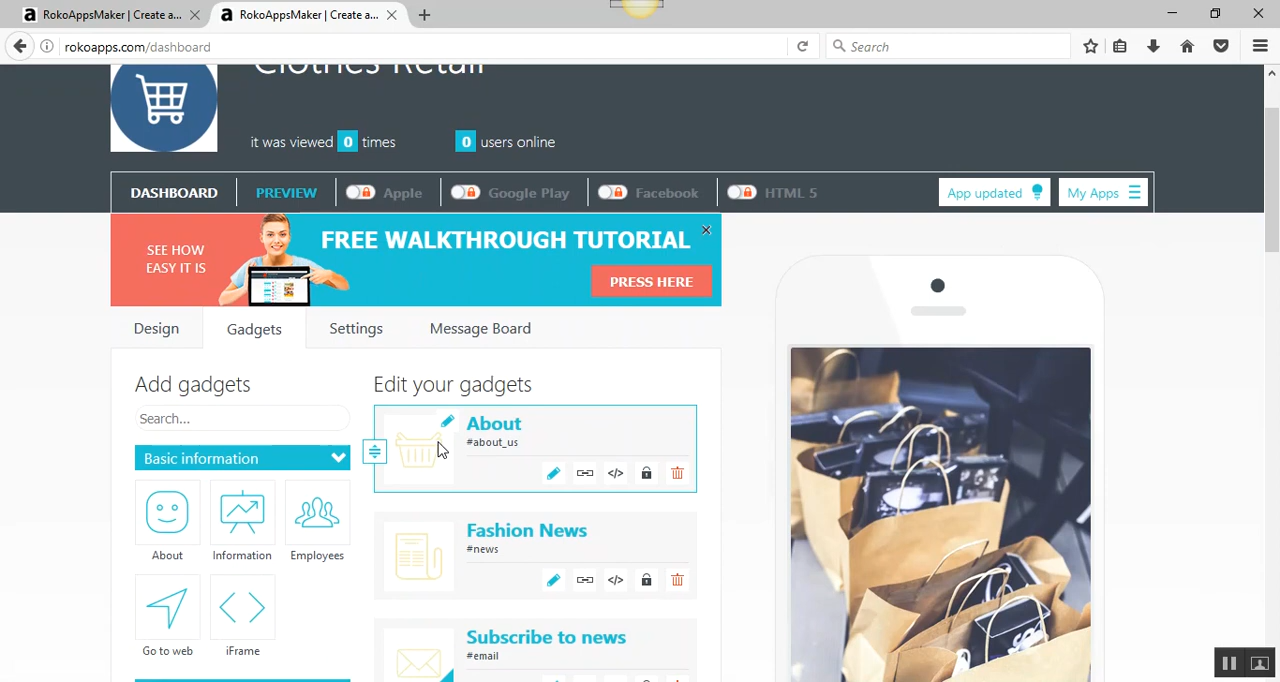 RokoAppsMaker | Create a...
RokoAppsMaker | Create a...
rokoapps.com/dashboard
Search
Clothes Retail
it was viewed 0 times
0 users online
DASHBOARD
PREVIEW
Apple
Google Play
Facebook
HTML 5
App updated
My Apps
SEE HOW
EASY IT IS
FREE WALKTHROUGH TUTORIAL
PRESS HERE
Design
Gadgets
Settings
Message Board
Add gadgets
Search...
Basic information
About
Information
Employees
Go to web
iFrame
Edit your gadgets
About
#about_us
Fashion News
#news
Subscribe to news
#email